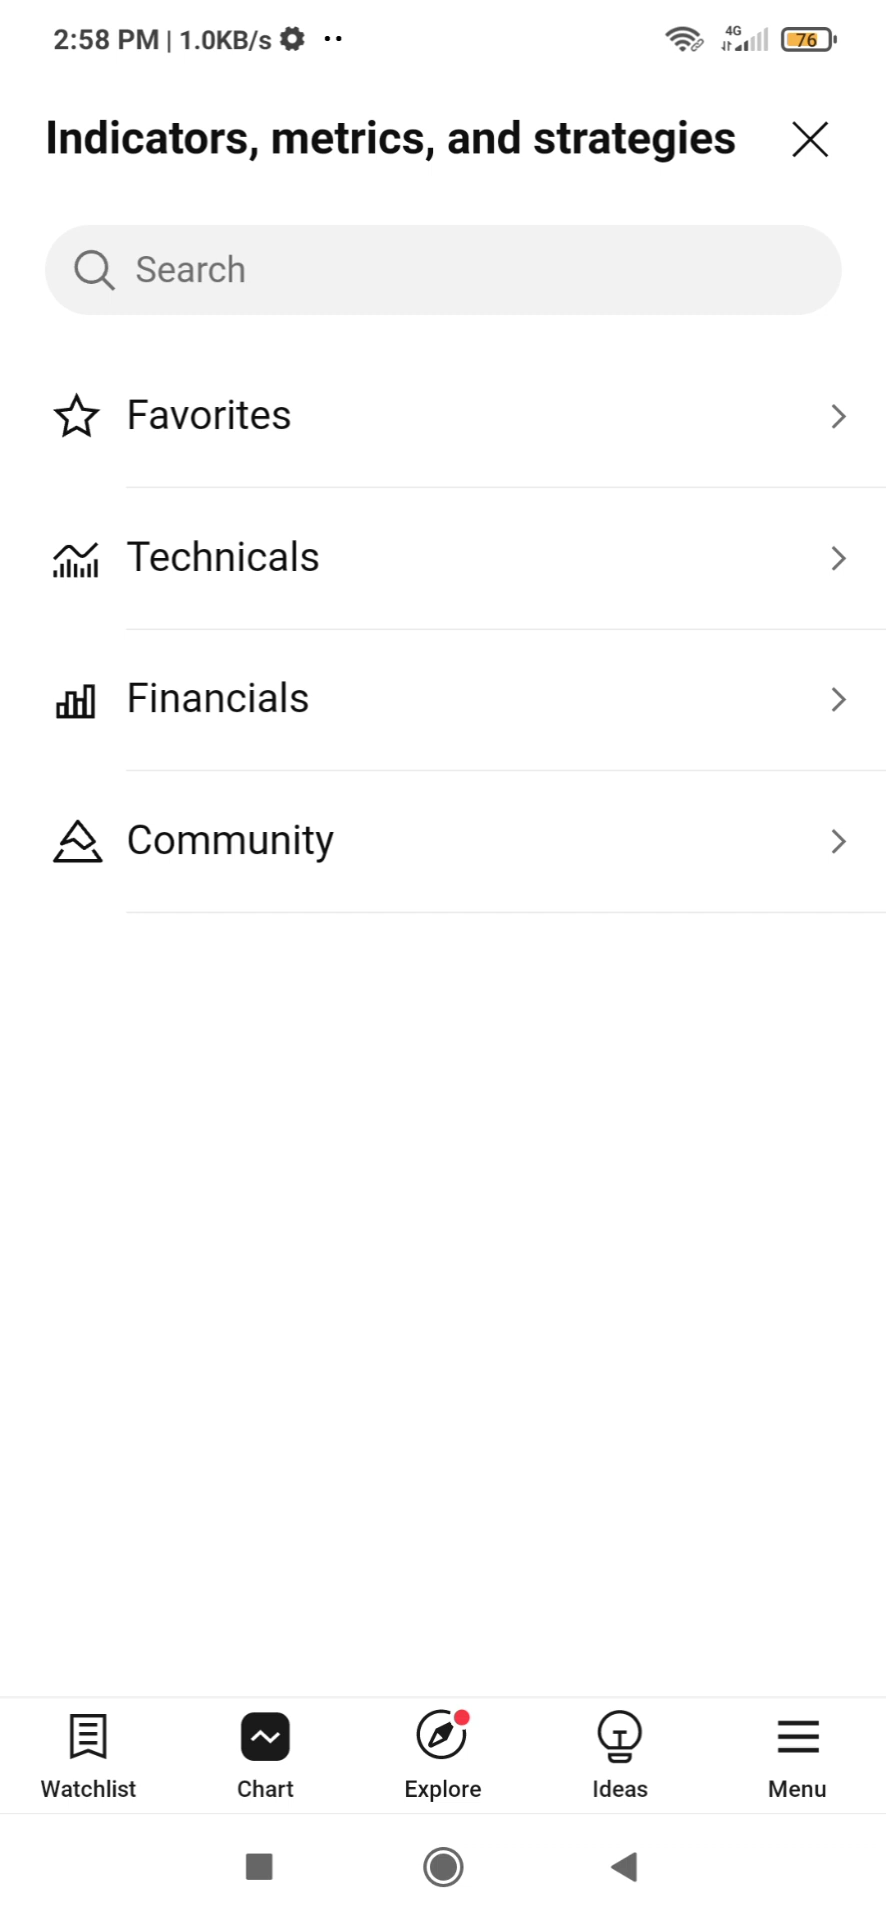 2:58 PM | 1.0KB/s
4G
76
Indicators, metrics, and strategies
Search
Favorites
Technicals
Financials
Community
Watchlist
Chart
Explore
Ideas
Menu